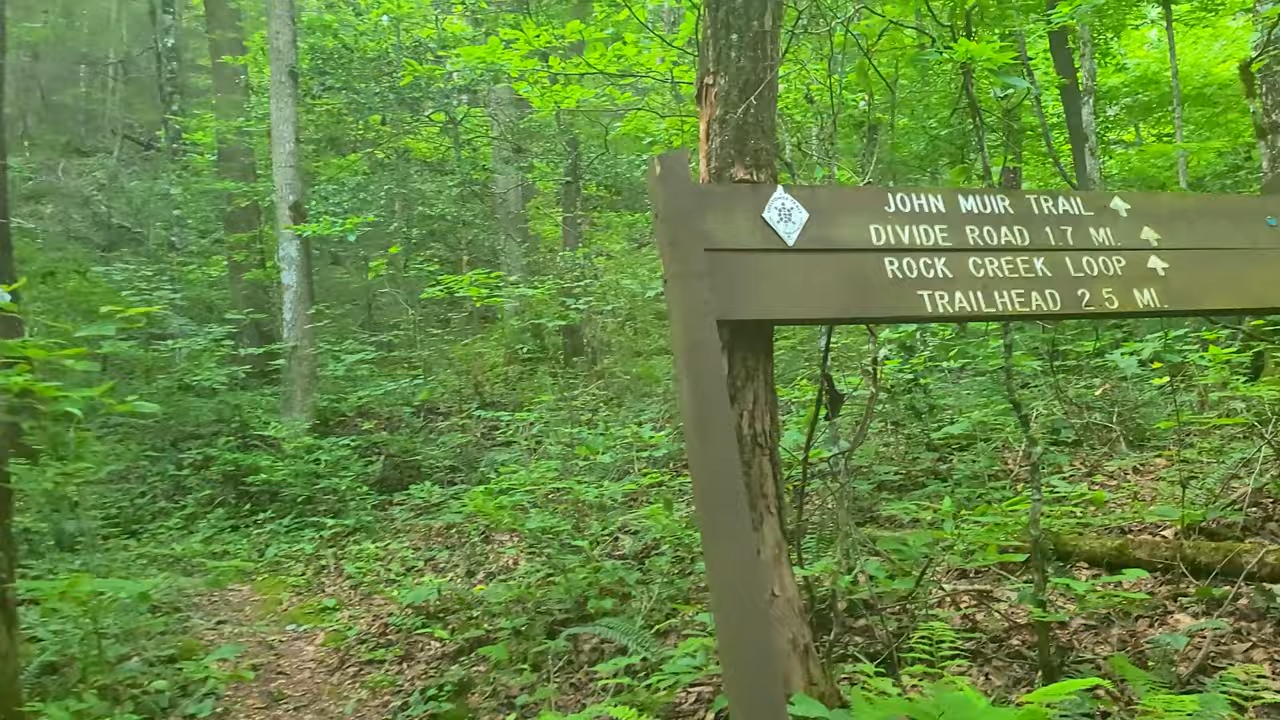 JOHN MUIR TRAIL
DIVIDE ROAD 1.7 MI.
ROCK CREEK LOOP
TRAILHEAD 2.5 MI.